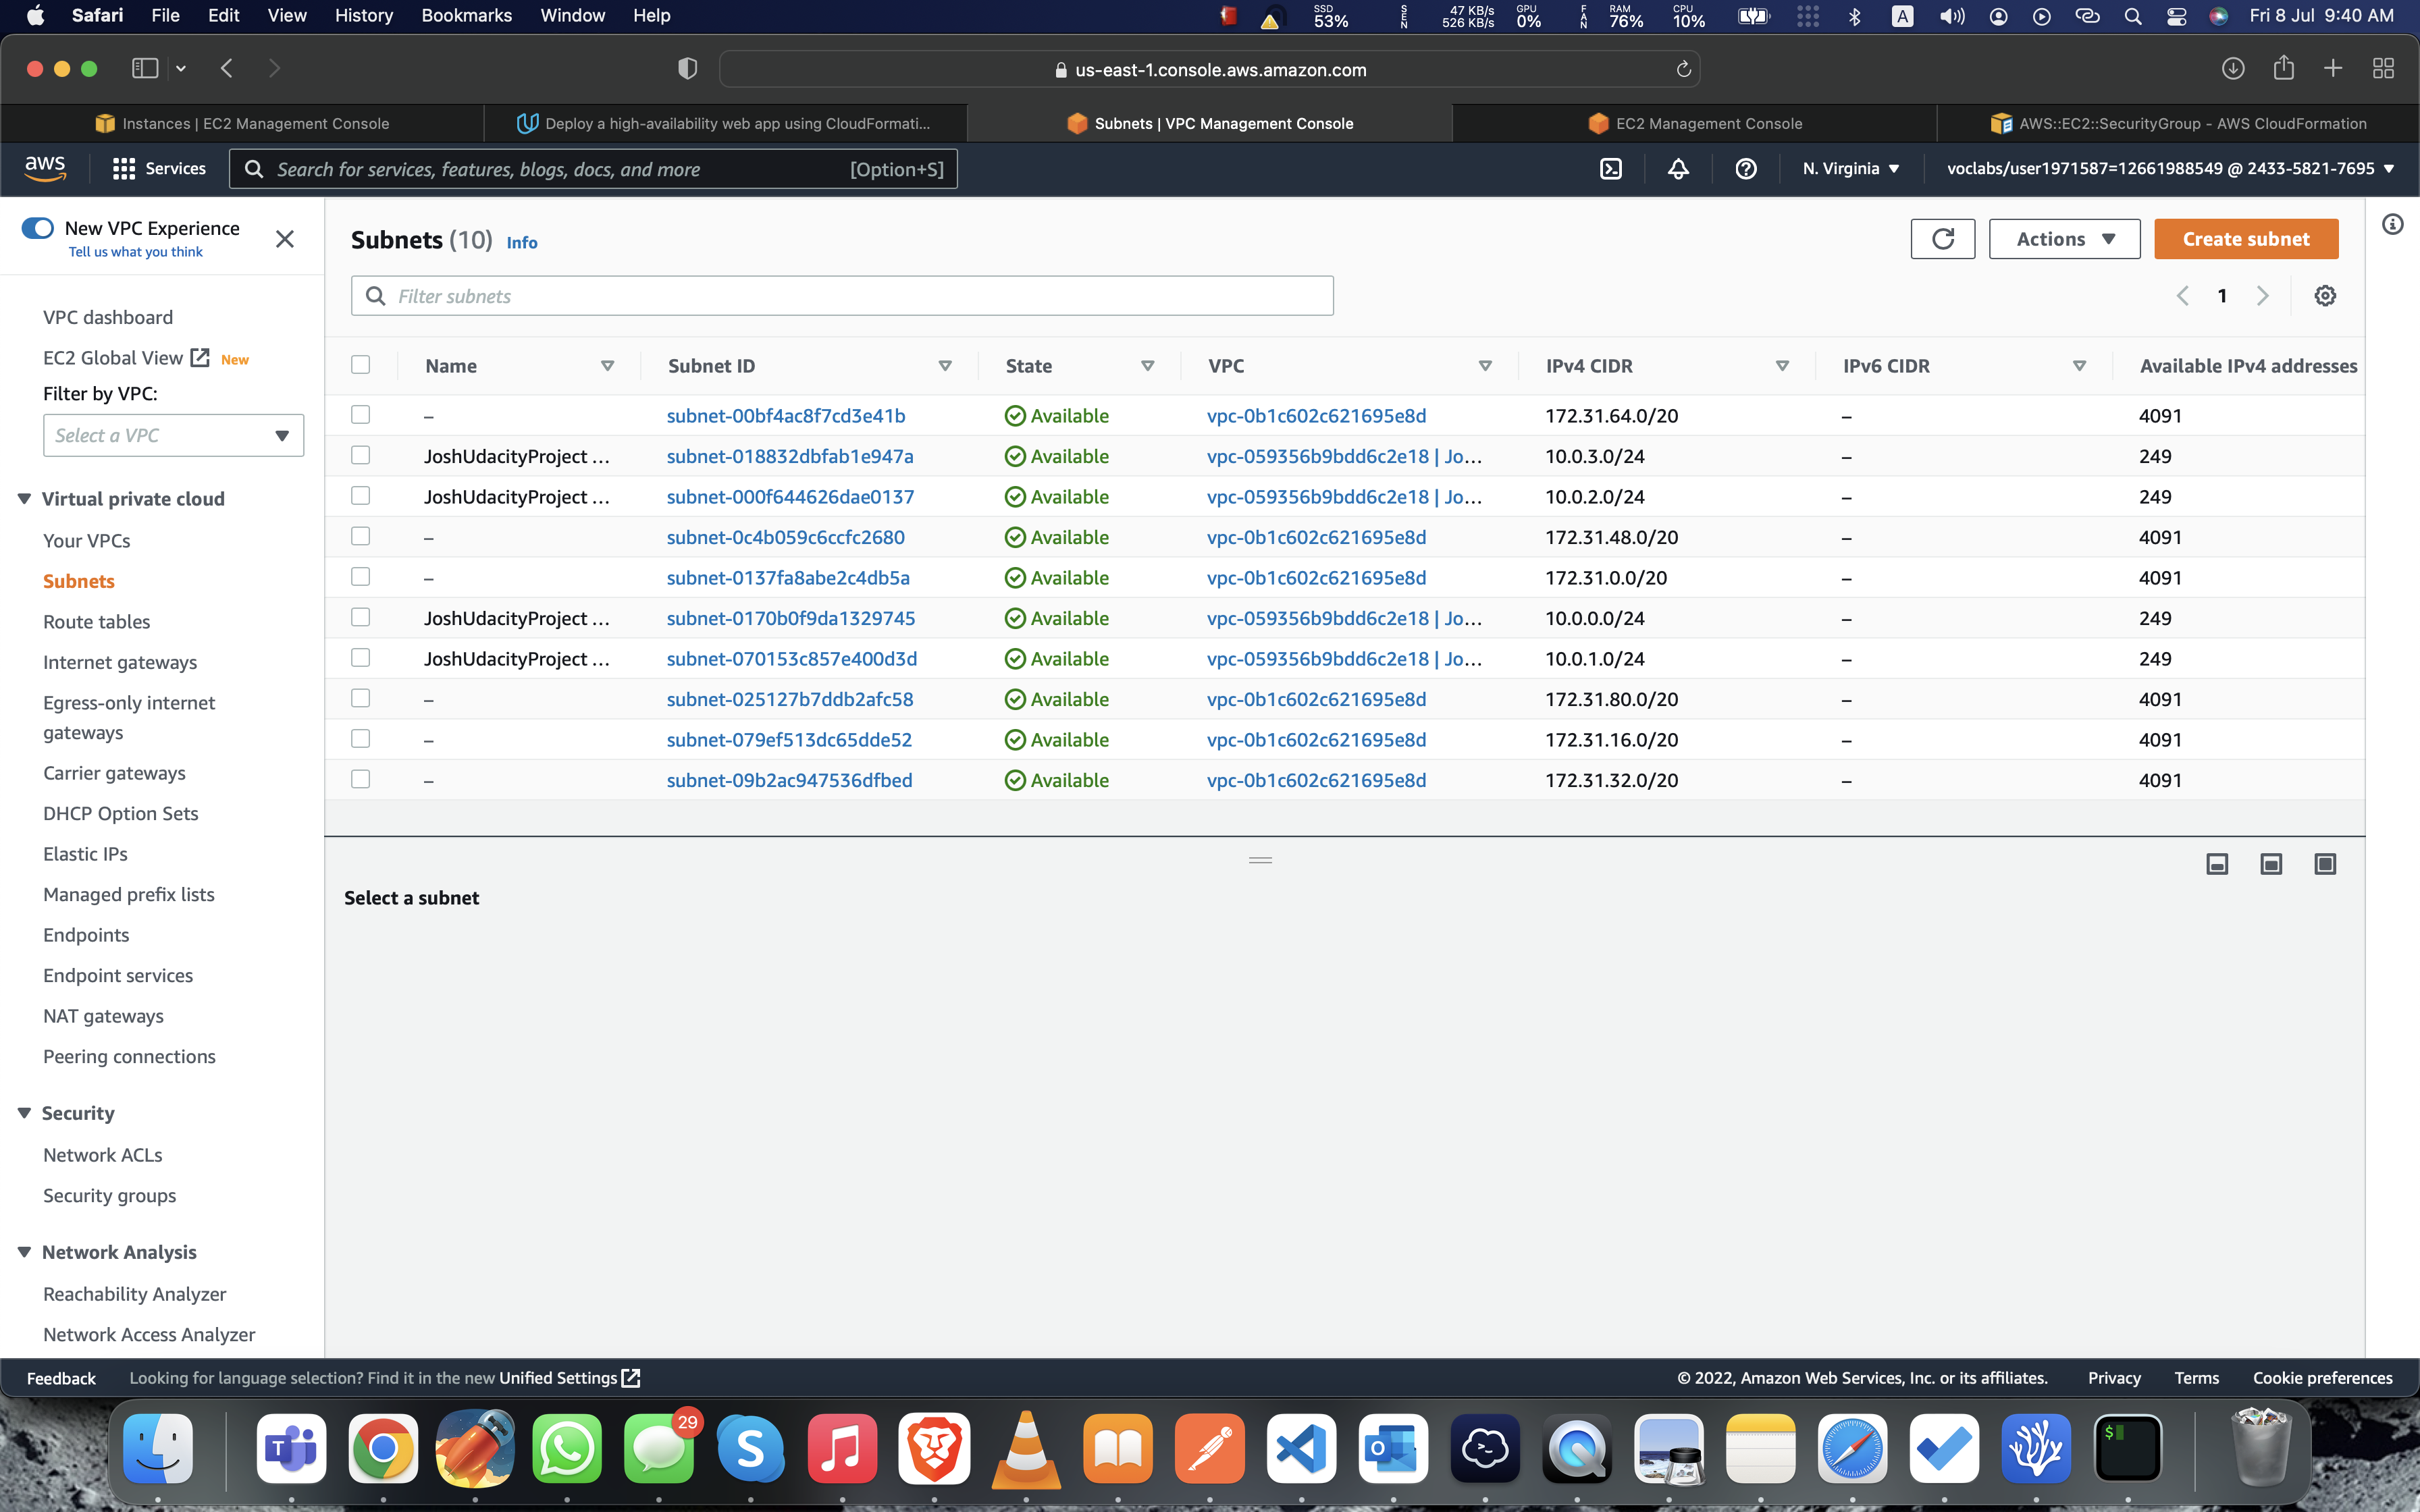 Safari File Edit View History Bookmarks Window Help
SSD 53% SEN 47 KB/s 526 KB/s GPU 0% FAN RAM 76% CPU 10% A Fri 8 Jul 9:40 AM
us-east-1.console.aws.amazon.com
Instances | EC2 Management Console
Deploy a high-availability web app using CloudFormati...
Subnets | VPC Management Console
EC2 Management Console
AWS::EC2::SecurityGroup - AWS CloudFormation
aws Services Search for services, features, blogs, docs, and more [Option+S] N. Virginia voclabs/user1971587=12661988549 @ 2433-5821-7695
New VPC Experience
Tell us what you think
VPC dashboard
EC2 Global View New
Filter by VPC:
Select a VPC
Virtual private cloud
Your VPCs
Subnets
Route tables
Internet gateways
Egress-only internet
gateways
Carrier gateways
DHCP Option Sets
Elastic IPs
Managed prefix lists
Endpoints
Endpoint services
NAT gateways
Peering connections
Security
Network ACLs
Security groups
Network Analysis
Reachability Analyzer
Network Access Analyzer
Subnets (10) Info
Actions
Create subnet
Filter subnets
1
Name Subnet ID State VPC IPv4 CIDR IPv6 CIDR Available IPv4 addresses
– subnet-00bf4ac8f7cd3e41b Available vpc-0b1c602c621695e8d 172.31.64.0/20 – 4091
JoshUdacityProject ... subnet-018832dbfab1e947a Available vpc-059356b9bdd6c2e18 | Jo... 10.0.3.0/24 – 249
JoshUdacityProject ... subnet-000f644626dae0137 Available vpc-059356b9bdd6c2e18 | Jo... 10.0.2.0/24 – 249
– subnet-0c4b059c6ccfc2680 Available vpc-0b1c602c621695e8d 172.31.48.0/20 – 4091
– subnet-0137fa8abe2c4db5a Available vpc-0b1c602c621695e8d 172.31.0.0/20 – 4091
JoshUdacityProject ... subnet-0170b0f9da1329745 Available vpc-059356b9bdd6c2e18 | Jo... 10.0.0.0/24 – 249
JoshUdacityProject ... subnet-070153c857e400d3d Available vpc-059356b9bdd6c2e18 | Jo... 10.0.1.0/24 – 249
– subnet-025127b7ddb2afc58 Available vpc-0b1c602c621695e8d 172.31.80.0/20 – 4091
– subnet-079ef513dc65dde52 Available vpc-0b1c602c621695e8d 172.31.16.0/20 – 4091
– subnet-09b2ac947536dfbed Available vpc-0b1c602c621695e8d 172.31.32.0/20 – 4091
Select a subnet
Feedback Looking for language selection? Find it in the new Unified Settings © 2022, Amazon Web Services, Inc. or its affiliates. Privacy Terms Cookie preferences
29